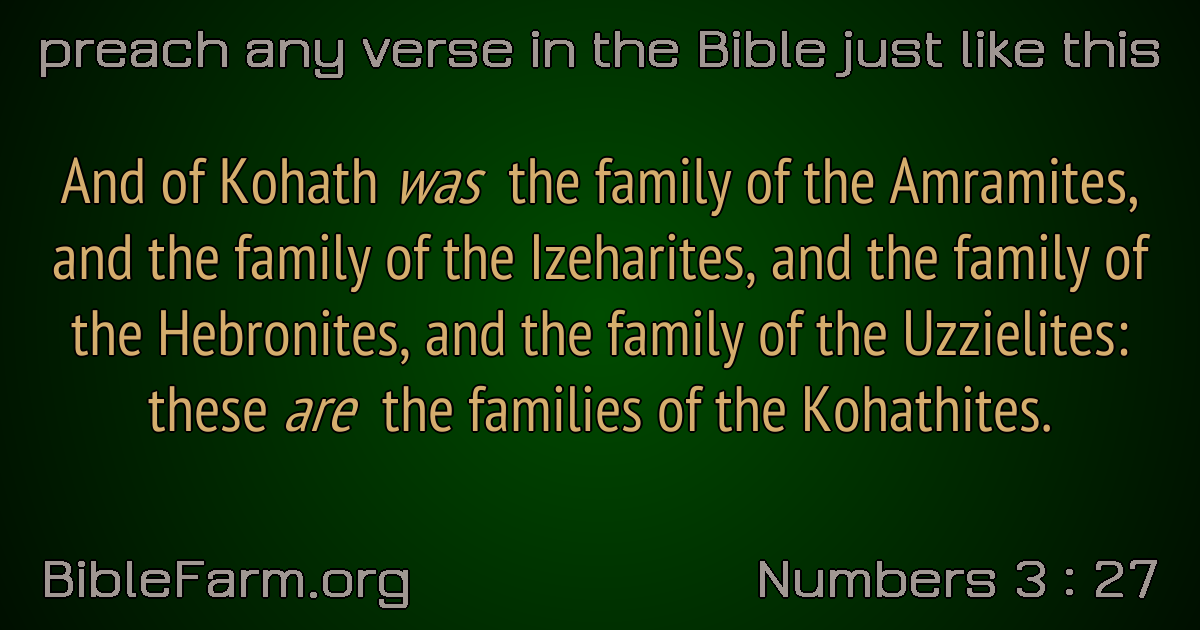 preach any verse in the Bible just like this
And of Kohath was the family of the Amramites,
and the family of the Izeharites, and the family of
the Hebronites, and the family of the Uzzielites:
these are the families of the Kohathites.
BibleFarm.org
Numbers 3 : 27